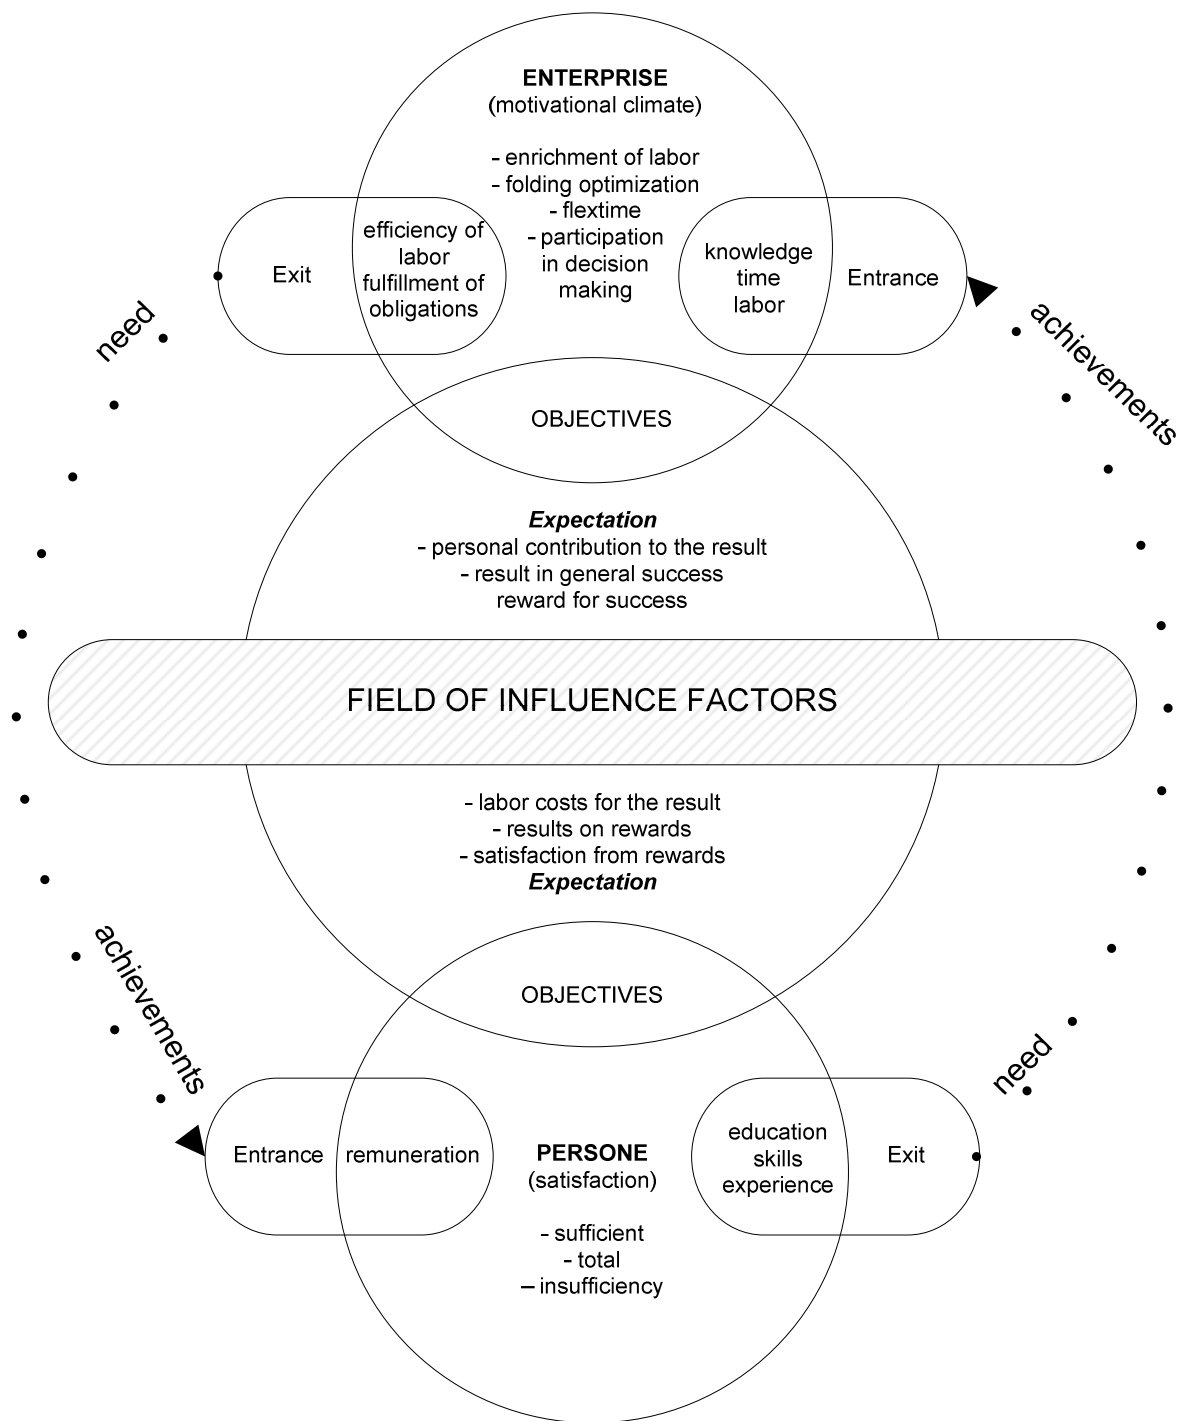 ENTERPRISE
(motivational climate)
- enrichment of labor
- folding optimization
- flextime
- participation
in decision
making
Exit
efficiency of
labor
fulfillment of
obligations
knowledge
time
labor
Entrance
need
achievements
OBJECTIVES
Expectation
- personal contribution to the result
- result in general success
reward for success
FIELD OF INFLUENCE FACTORS
- labor costs for the result
- results on rewards
- satisfaction from rewards
Expectation
OBJECTIVES
achievements
need
Entrance
remuneration
PERSONE
(satisfaction)
- sufficient
- total
– insufficiency
education
skills
experience
Exit